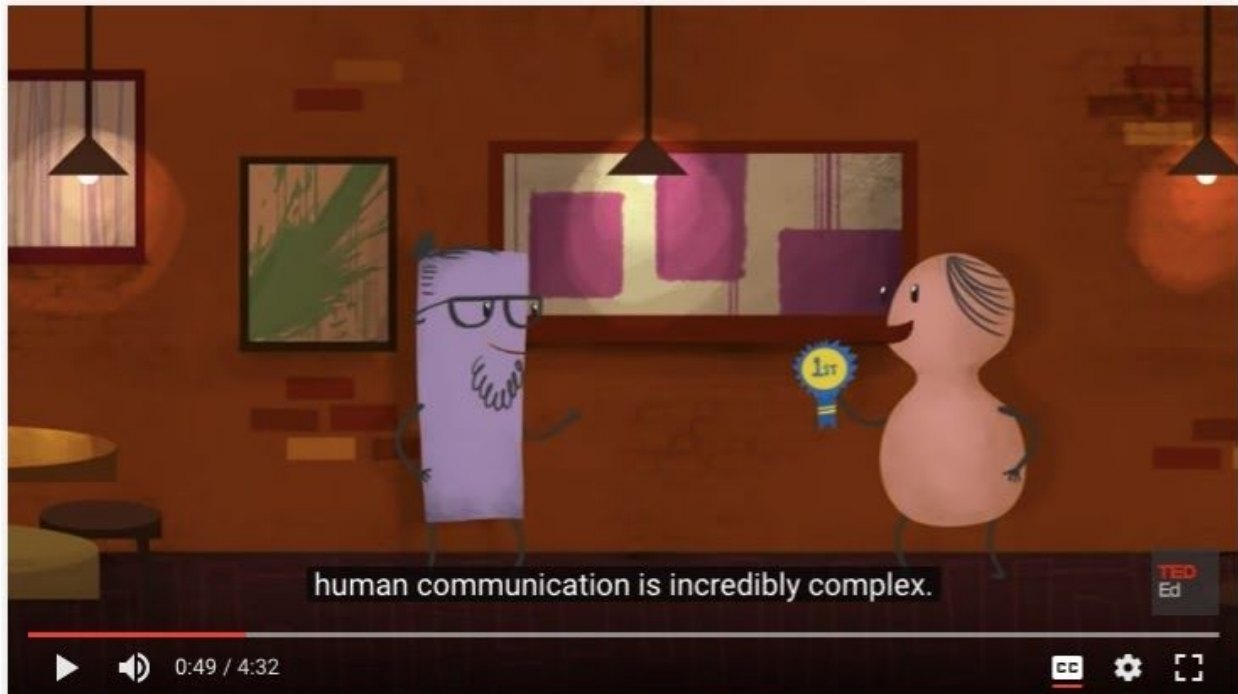 1ST
human communication is incredibly complex.
TED
Ed
0:49 / 4:32
CC